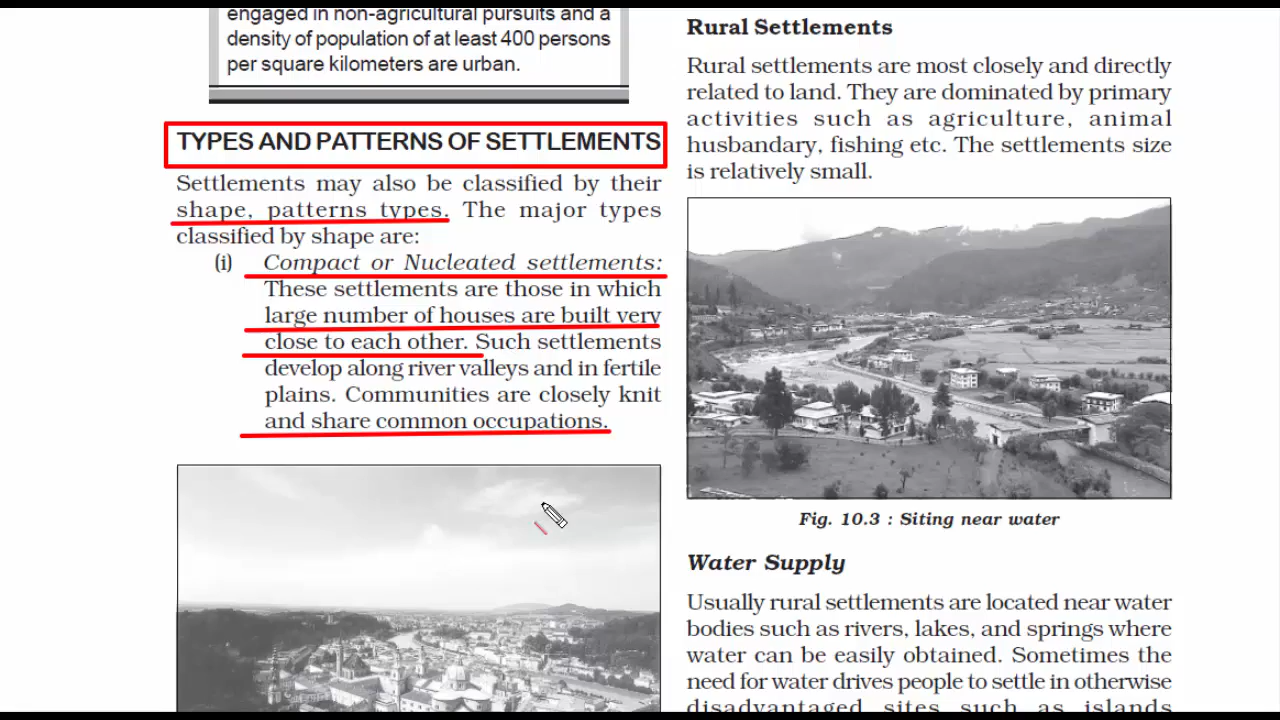 engaged in non-agricultural pursuits and a
density of population of at least 400 persons
per square kilometers are urban.
TYPES AND PATTERNS OF SETTLEMENTS
Settlements may also be classified by their
shape, patterns types. The major types
classified by shape are:
(i) Compact or Nucleated settlements:
These settlements are those in which
large number of houses are built very
close to each other. Such settlements
develop along river valleys and in fertile
plains. Communities are closely knit
and share common occupations.
Rural Settlements
Rural settlements are most closely and directly
related to land. They are dominated by primary
activities such as agriculture, animal
husbandary, fishing etc. The settlements size
is relatively small.
Fig. 10.3 : Siting near water
Water Supply
Usually rural settlements are located near water
bodies such as rivers, lakes, and springs where
water can be easily obtained. Sometimes the
need for water drives people to settle in otherwise
disadvantaged sites such as islands